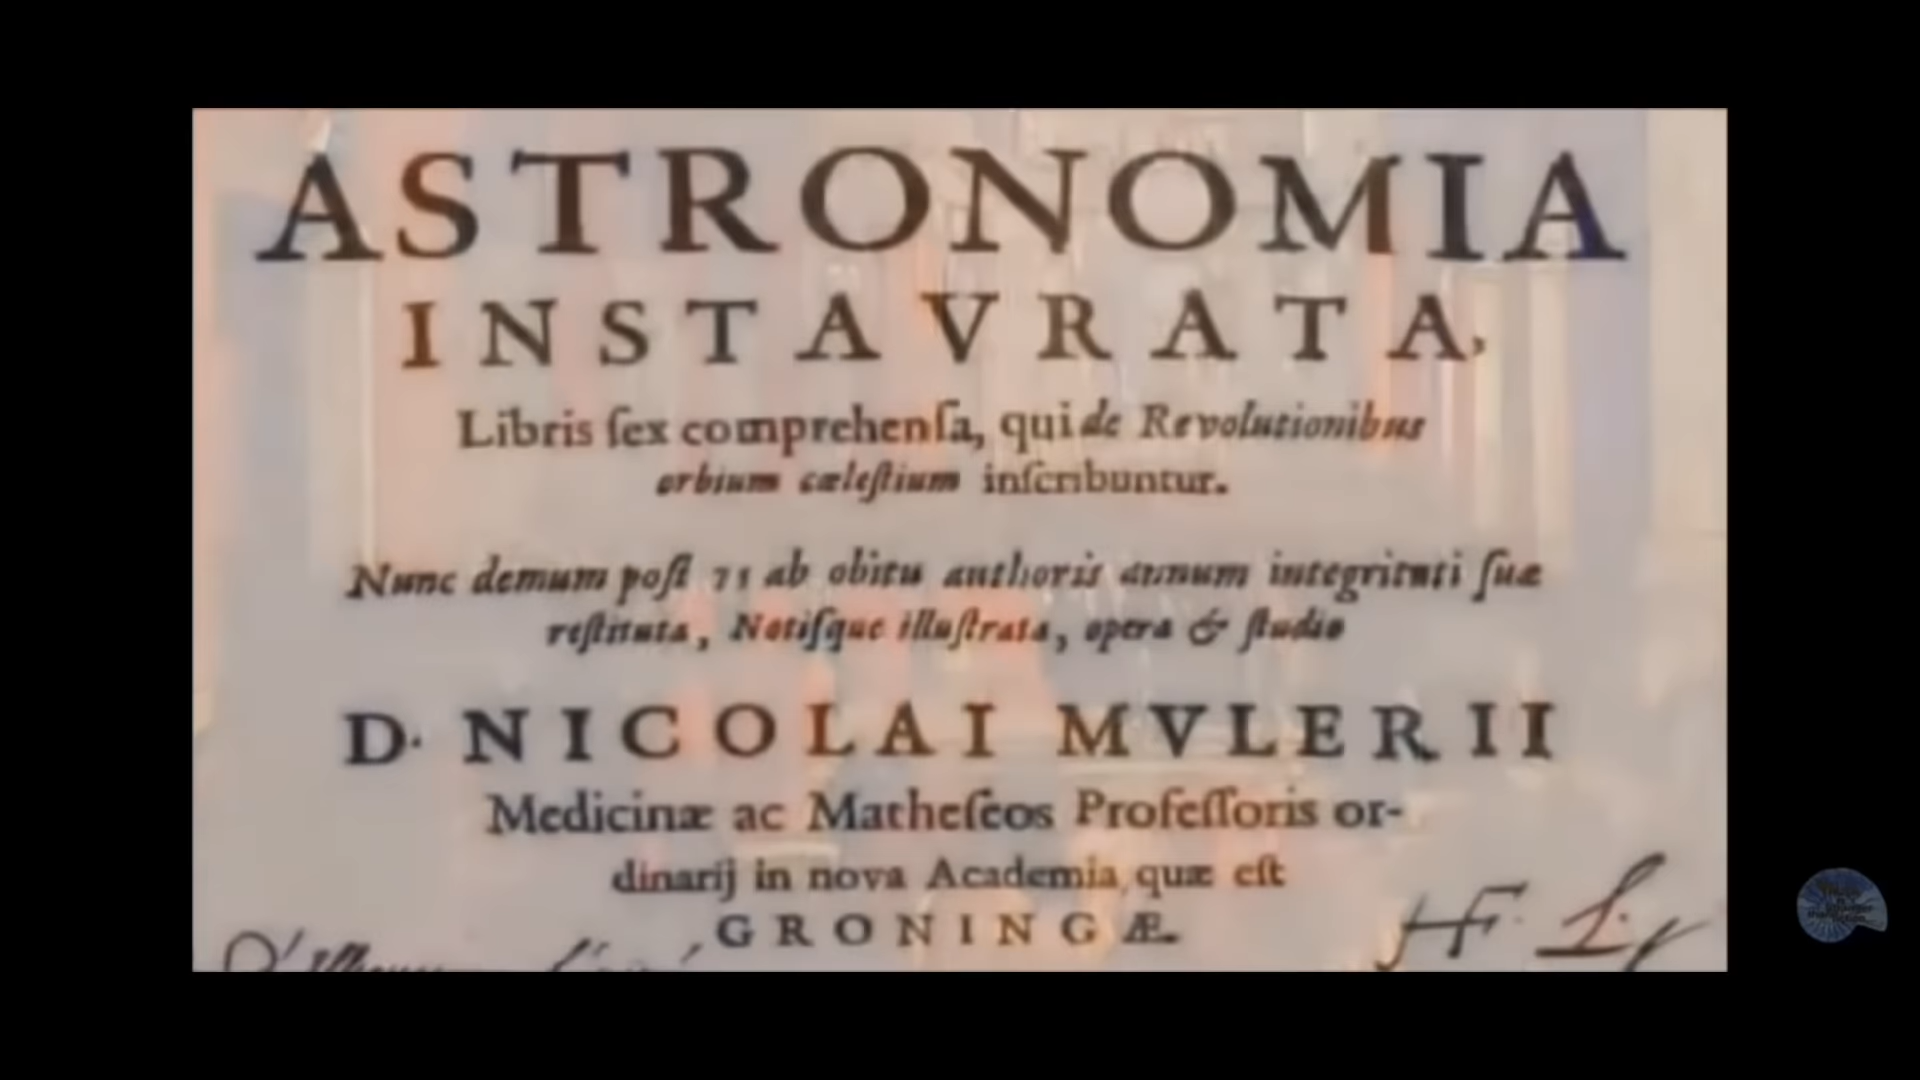 ASTRONOMIA
INSTAVRATA,
Libris ſex comprehenſa, qui de Revolutionibus
orbium cæleſtium inſcribuntur.
Nunc demum poſt 75 ab obitu authoris annum integritati ſuæ
reſtituta, Notiſque illuſtrata, opera & ſtudio
D. NICOLAI MVLERII
Medicinæ ac Matheſeos Profeſſoris or-
dinarij in nova Academia quæ eſt
GRONINGÆ.